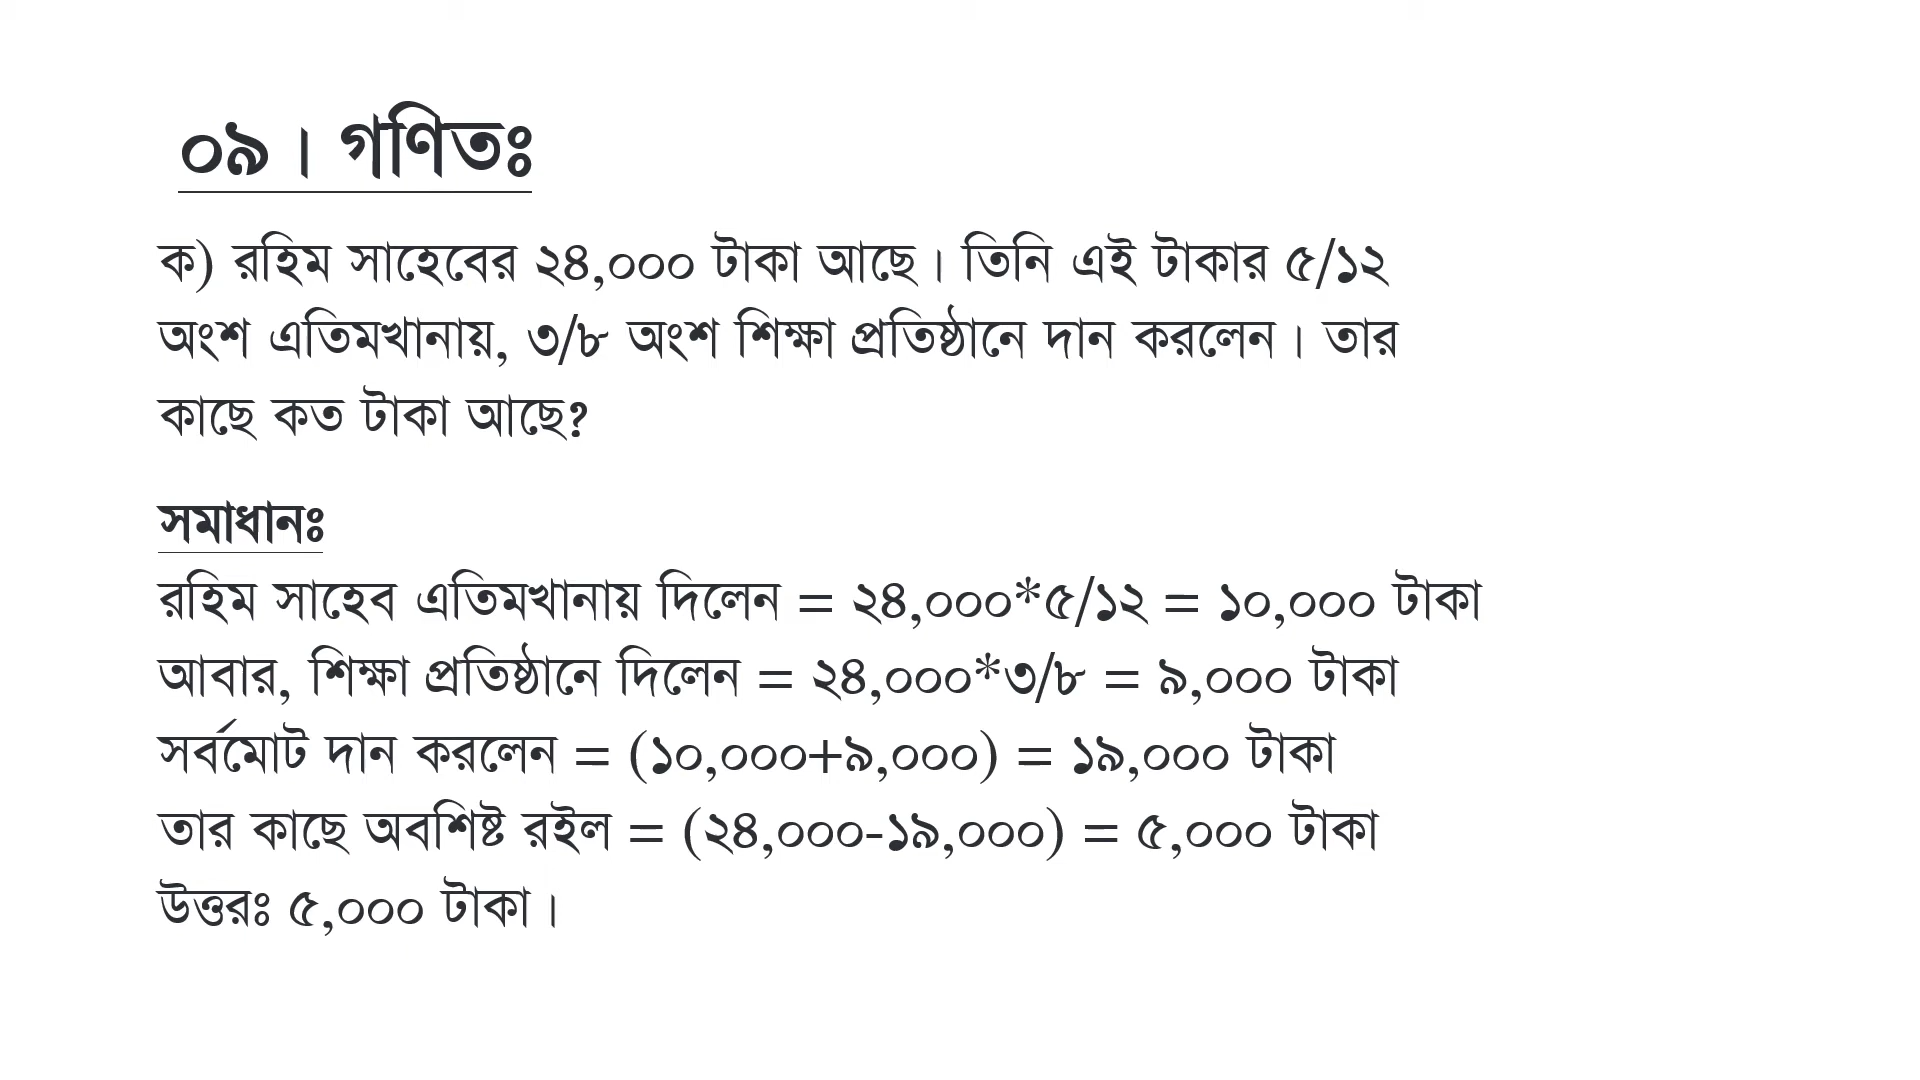 ০৯। গণিতঃ
ক) রহিম সাহেবের ২৪,০০০ টাকা আছে। তিনি এই টাকার ৫/১২
অংশ এতিমখানায়, ৩/৮ অংশ শিক্ষা প্রতিষ্ঠানে দান করলেন। তার
কাছে কত টাকা আছে?
সমাধানঃ
রহিম সাহেব এতিমখানায় দিলেন = ২৪,০০০*৫/১২ = ১০,০০০ টাকা
আবার, শিক্ষা প্রতিষ্ঠানে দিলেন = ২৪,০০০*৩/৮ = ৯,০০০ টাকা
সর্বমোট দান করলেন = (১০,০০০+৯,০০০) = ১৯,০০০ টাকা
তার কাছে অবশিষ্ট রইল = (২৪,০০০-১৯,০০০) = ৫,০০০ টাকা
উত্তরঃ ৫,০০০ টাকা।